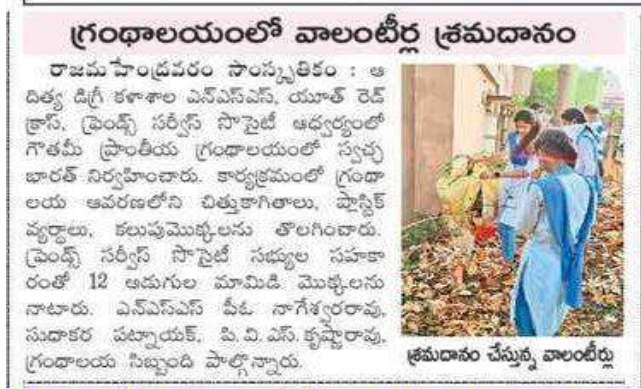 గ్రంథాలయంలో వాలంటీర్ల శ్రమదానం
రాజమహేంద్రవరం సాంస్కృతికం : ఆ
దిత్య డిగ్రీ కళాశాల ఎన్ఎస్ఎస్, యూత్ రెడ్
క్రాస్, ఫ్రెండ్స్ సర్వీస్ సొసైటీ ఆధ్వర్యంలో
గౌతమీ ప్రాంతీయ గ్రంథాలయంలో స్వచ్ఛ
భారత్ నిర్వహించారు. కార్యక్రమంలో గ్రంథా
లయ ఆవరణలోని చిత్తుకాగితాలు, ప్లాస్టిక్
వ్యర్థాలు, కలుపుమొక్కలను తొలగించారు.
ఫ్రెండ్స్ సర్వీస్ సొసైటీ సభ్యుల సహకా
రంతో 12 అడుగుల మామిడి మొక్కలను
నాటారు. ఎన్ఎస్ఎస్ పీఓ నాగేశ్వరరావు,
సుదాకర పట్నాయక్, పి.వి.ఎస్.కృష్ణారావు,
గ్రంథాలయ సిబ్బంది పాల్గొన్నారు.
శ్రమదానం చేస్తున్న వాలంటీర్లు